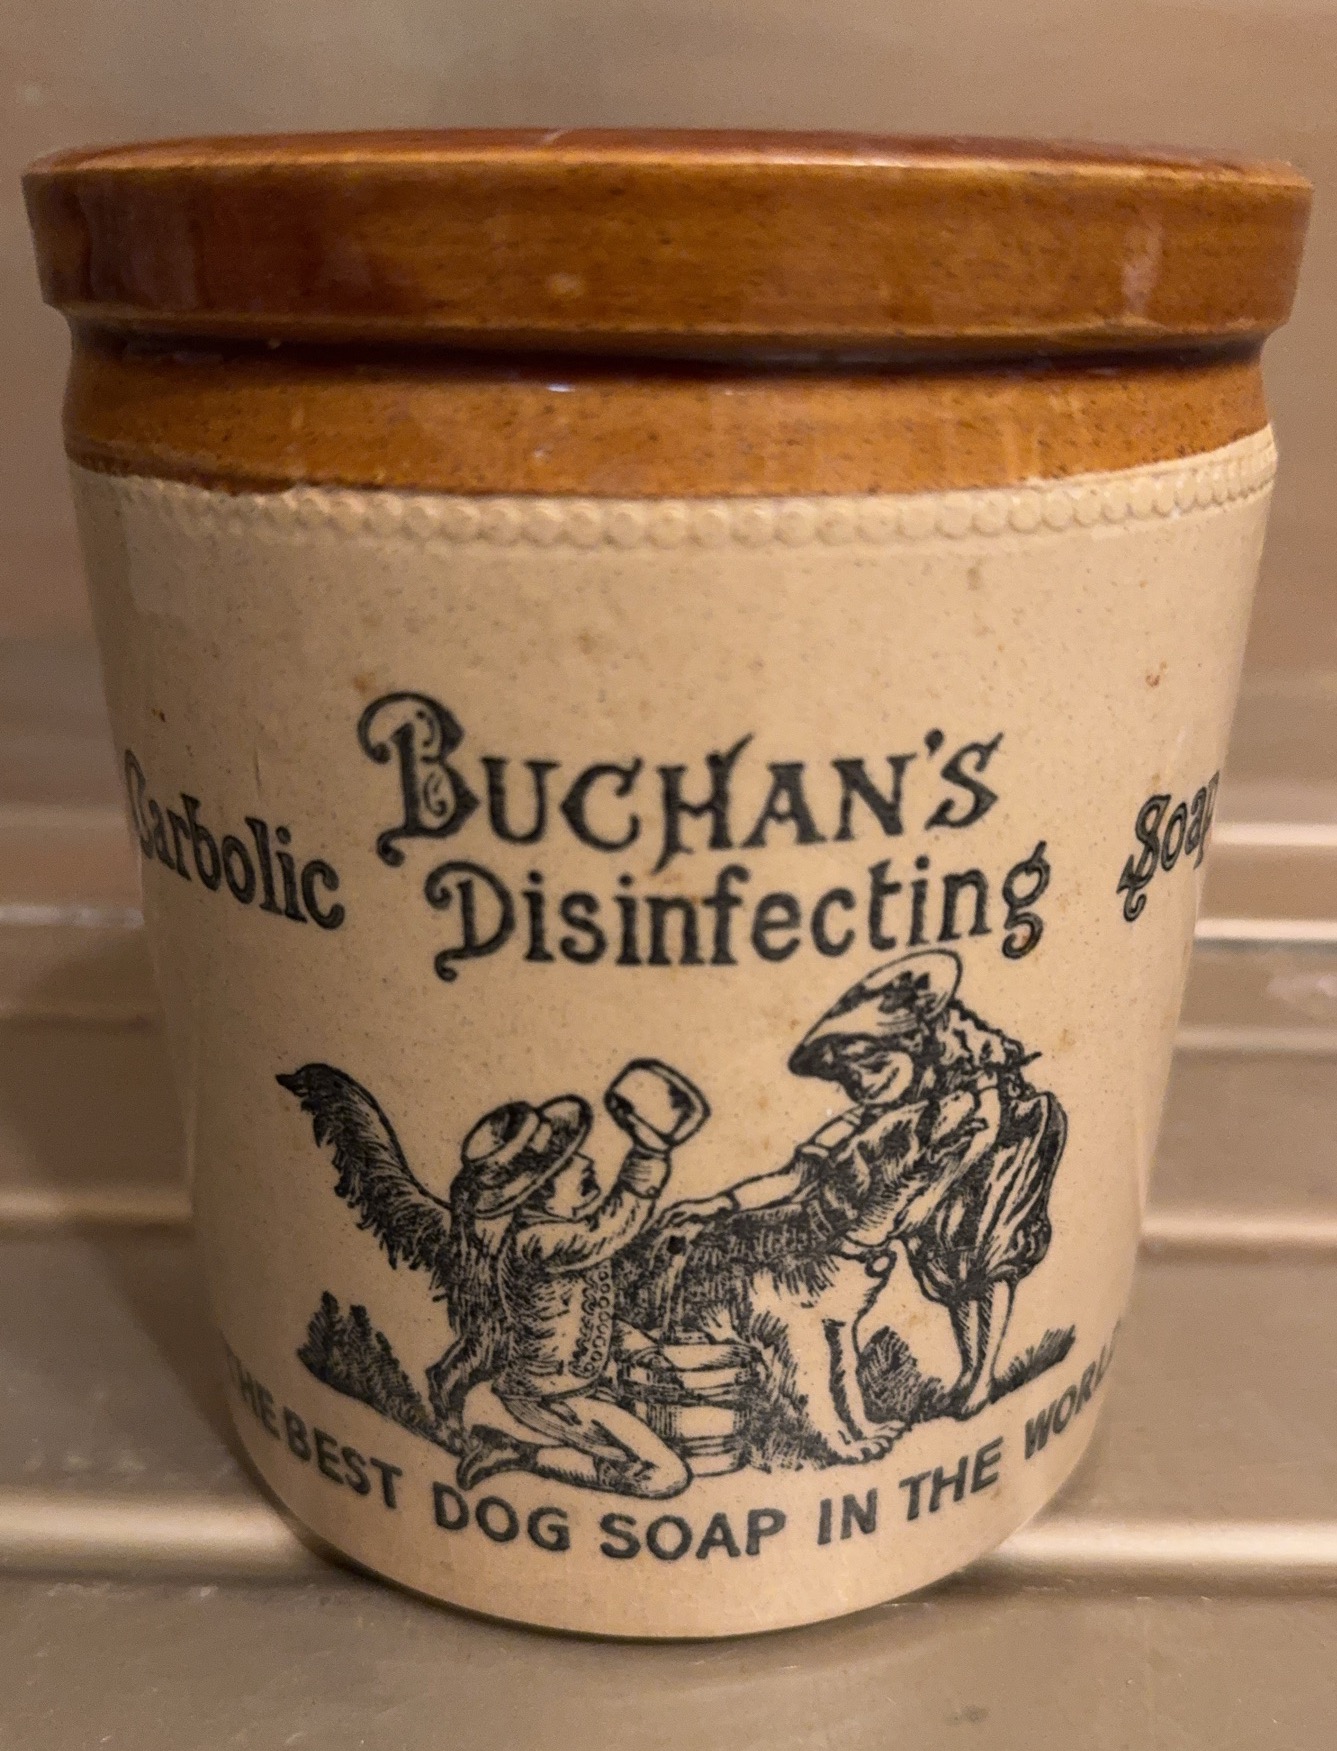 BUCHAN'S
Carbolic Disinfecting Soap
THE BEST DOG SOAP IN THE WORLD